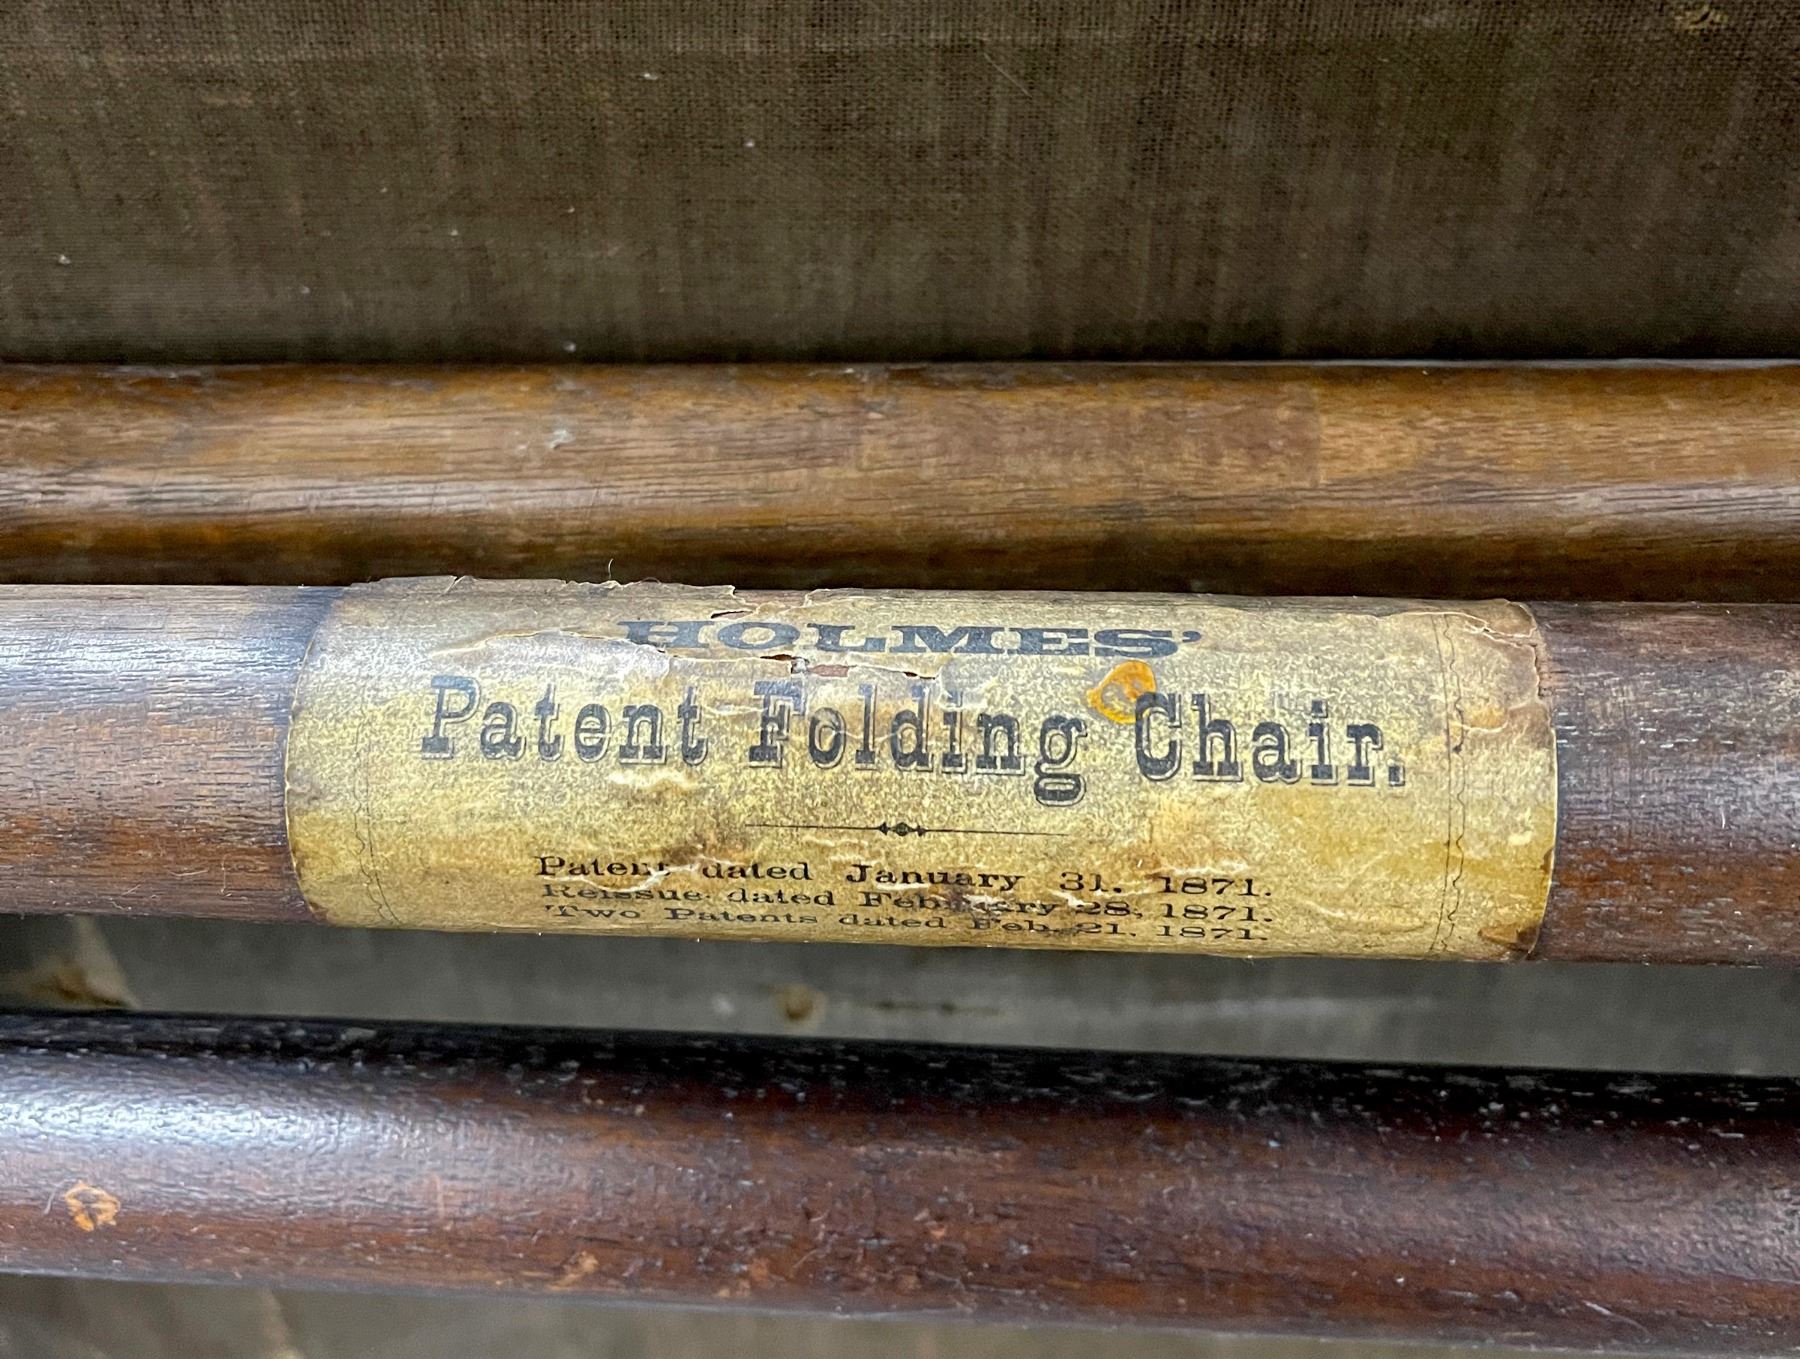 HOLMES'
Patent Folding Chair.
Patent dated January 31. 1871.
Reissue dated February 28, 1871.
Two Patents dated Feb. 21, 1871.